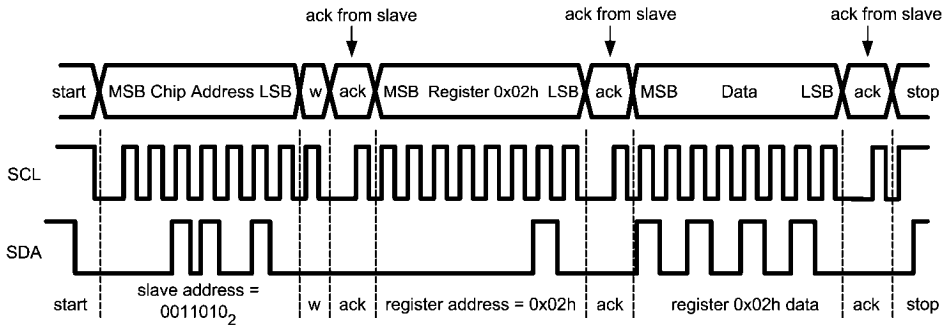 ack from slave ack from slave ack from slave
start MSB Chip Address LSB w ack MSB Register 0x02h LSB ack MSB Data LSB ack stop
SCL
SDA
start slave address = w ack register address = 0x02h ack register 0x02h data ack stop
0011010₂